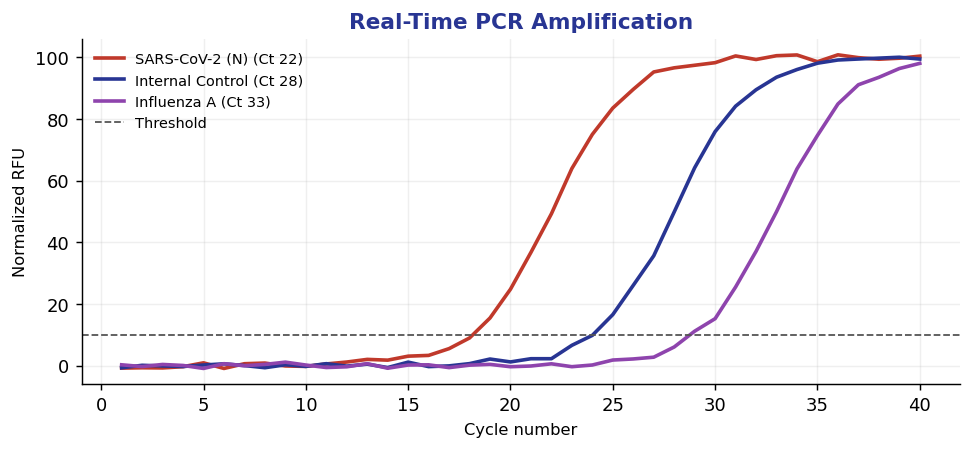 Real-Time PCR Amplification
SARS-CoV-2 (N) (Ct 22)
Internal Control (Ct 28)
Influenza A (Ct 33)
Threshold
Normalized RFU
100
80
60
40
20
0
0 5 10 15 20 25 30 35 40
Cycle number